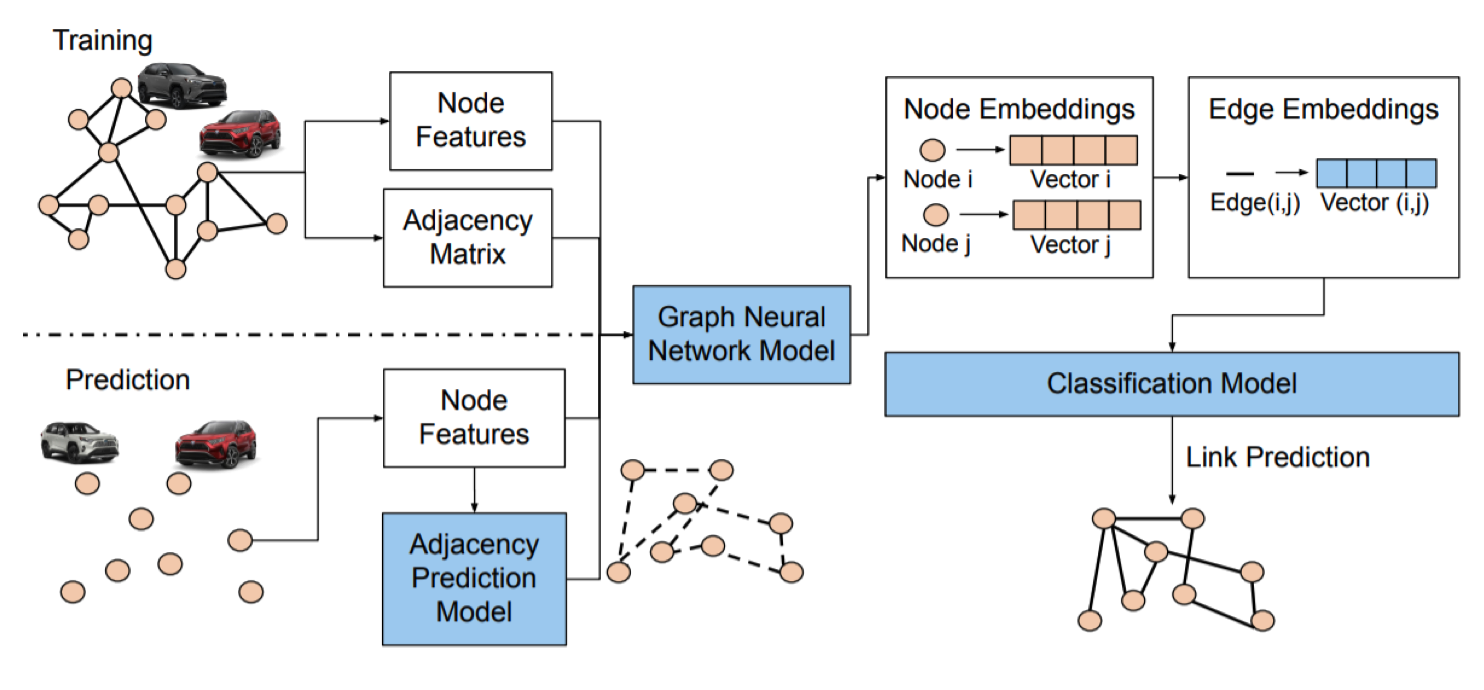 Training
Node
Features
Adjacency
Matrix
Prediction
Node
Features
Adjacency
Prediction
Model
Graph Neural
Network Model
Node Embeddings
Node i
Vector i
Node j
Vector j
Edge Embeddings
Edge(i,j)
Vector (i,j)
Classification Model
Link Prediction